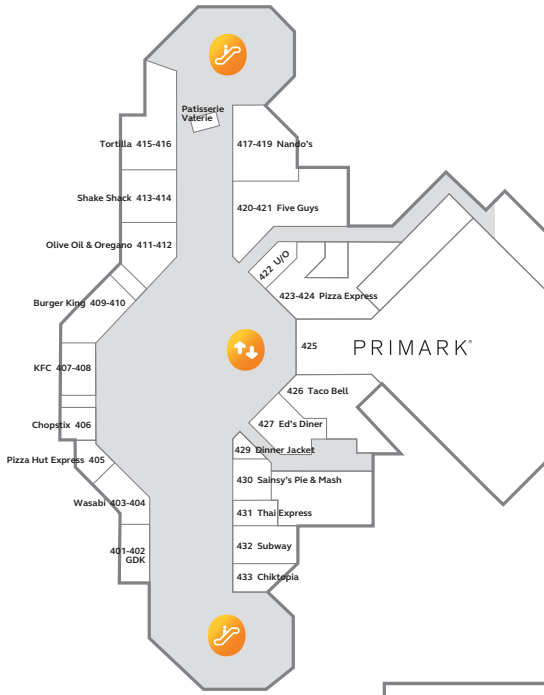 Patisserie
Valerie
Tortilla 415-416
417-419 Nando's
Shake Shack 413-414
420-421 Five Guys
Olive Oil & Oregano 411-412
422 U/O
423-424 Pizza Express
Burger King 409-410
425
PRIMARK®
KFC 407-408
426 Taco Bell
Chopstix 406
427 Ed's Diner
429 Dinner Jacket
Pizza Hut Express 405
430 Sainsy's Pie & Mash
Wasabi 403-404
431 Thai Express
432 Subway
401-402
GDK
433 Chiktopia